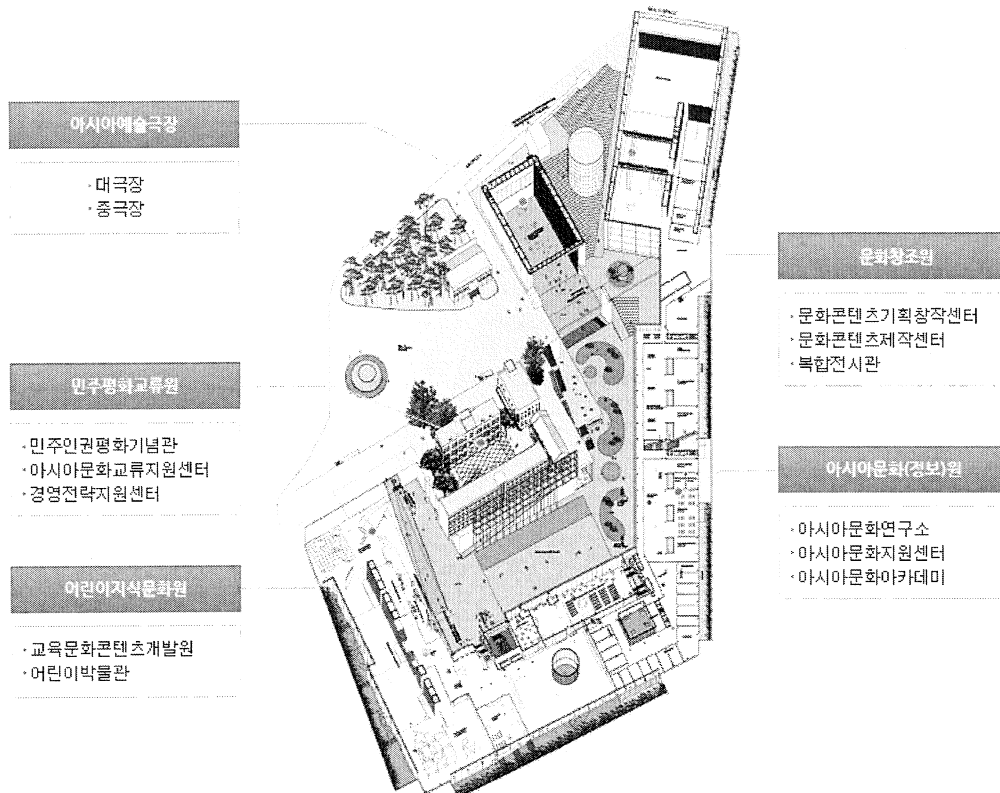 아시아예술극장
·대극장
·중극장
민주평화교류원
·민주인권평화기념관
·아시아문화교류지원센터
·경영전략지원센터
어린이지식문화원
·교육문화콘텐츠개발원
·어린이박물관
문화창조원
·문화콘텐츠기획창작센터
·문화콘텐츠제작센터
·복합전시관
아시아문화(정보)원
·아시아문화연구소
·아시아문화지원센터
·아시아문화아카데미